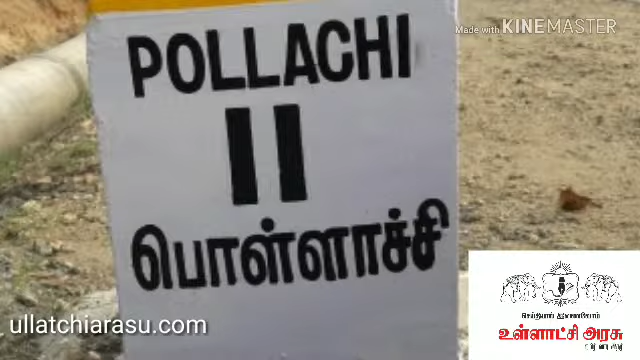 Made with KINEMASTER
POLLACHI
11
பொள்ளாச்சி
ullatchiarasu.com
உள்ளாட்சி அரசு